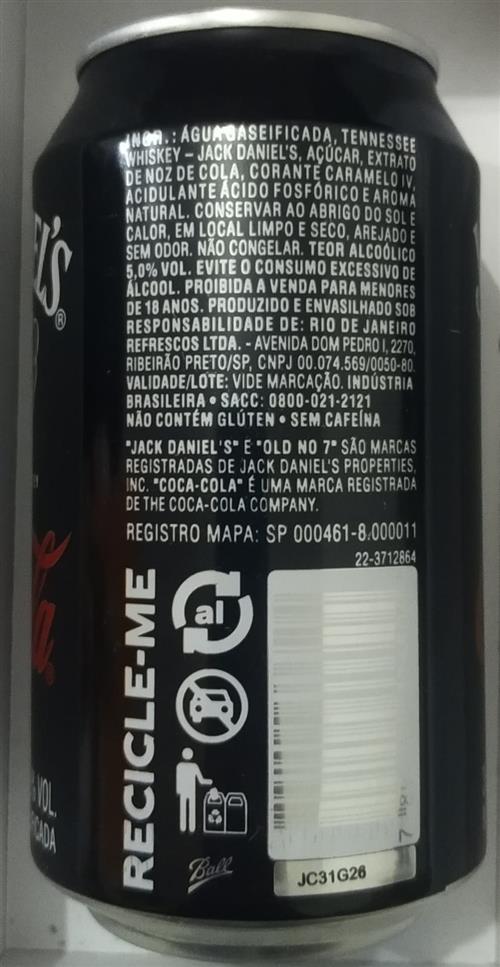 INGR.: ÁGUA GASEIFICADA, TENNESSEE
WHISKEY – JACK DANIEL'S, AÇÚCAR, EXTRATO
DE NOZ DE COLA, CORANTE CARAMELO IV,
ACIDULANTE ÁCIDO FOSFÓRICO E AROMA
NATURAL. CONSERVAR AO ABRIGO DO SOL E
CALOR, EM LOCAL LIMPO E SECO, AREJADO E
SEM ODOR. NÃO CONGELAR. TEOR ALCOÓLICO
5,0% VOL. EVITE O CONSUMO EXCESSIVO DE
ÁLCOOL. PROIBIDA A VENDA PARA MENORES
DE 18 ANOS. PRODUZIDO E ENVASILHADO SOB
RESPONSABILIDADE DE: RIO DE JANEIRO
REFRESCOS LTDA. - AVENIDA DOM PEDRO I, 2270,
RIBEIRÃO PRETO/SP, CNPJ 00.074.569/0050-80.
VALIDADE/LOTE: VIDE MARCAÇÃO. INDÚSTRIA
BRASILEIRA • SACC: 0800-021-2121
NÃO CONTÉM GLÚTEN • SEM CAFEÍNA
"JACK DANIEL'S" E "OLD NO 7" SÃO MARCAS
REGISTRADAS DE JACK DANIEL'S PROPERTIES,
INC. "COCA-COLA" É UMA MARCA REGISTRADA
DE THE COCA-COLA COMPANY.
REGISTRO MAPA: SP 000461-8.000011
22-3712864
RECICLE-ME
al
Ball
JC31G26
EL'S®
VOL.